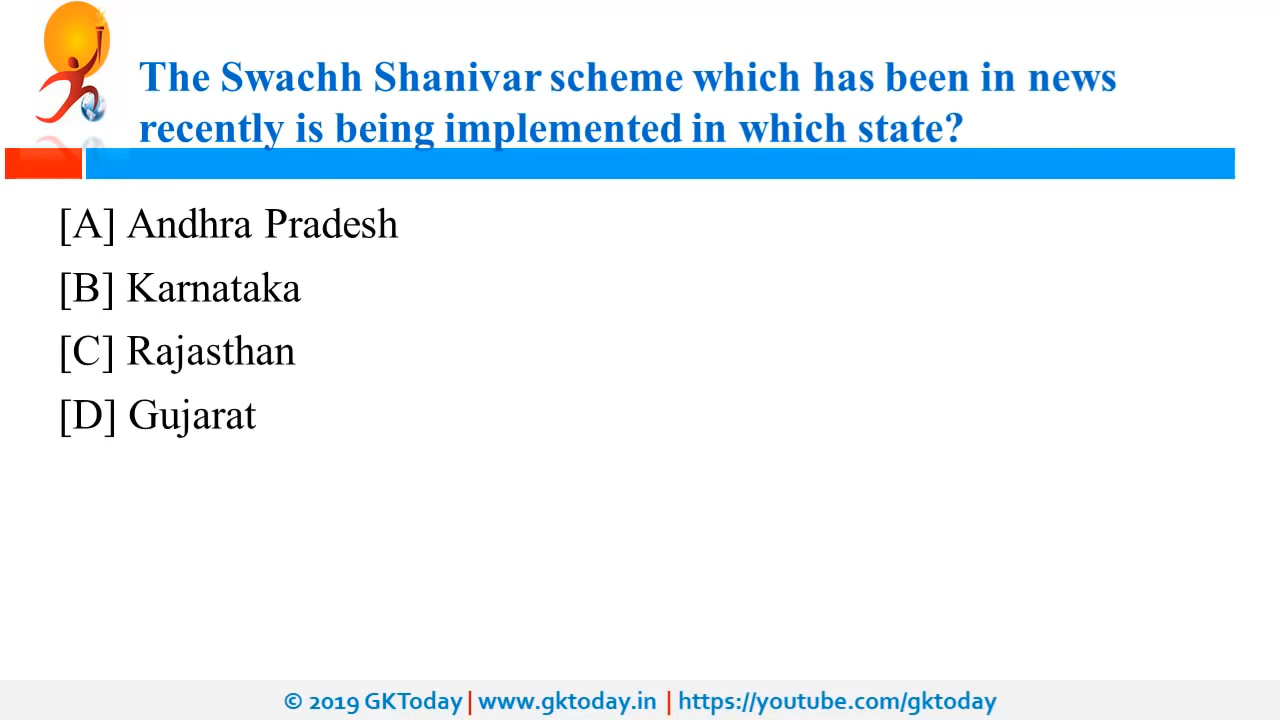 The Swachh Shanivar scheme which has been in news
recently is being implemented in which state?
[A] Andhra Pradesh
[B] Karnataka
[C] Rajasthan
[D] Gujarat
© 2019 GKToday | www.gktoday.in | https://youtube.com/gktoday